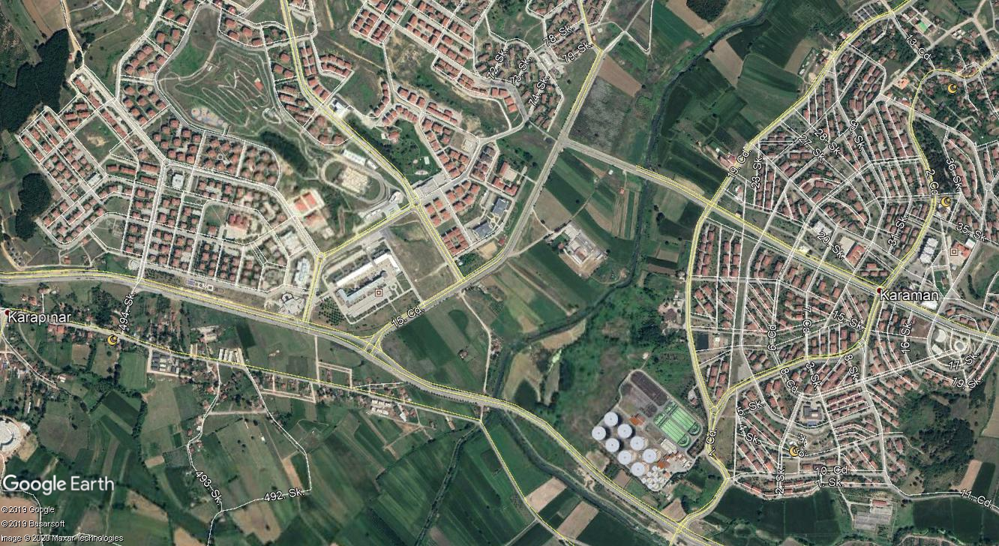 78. Sk.
79. Sk.
72. Sk
73. Sk.
74. Sk.
13. Cd
5. Sk.
28. Sk
27. Sk
9. Cd.
23. Sk
36. Sk
2. Cd
35. Sk.
31. Sk
20. Sk.
Karaman
494. Sk.
Karapınar
15. Cd.
15. Sk.
7. Cd
6. Cd.
16. Sk.
17. Sk.
19. Sk.
8. Sk
3. Sk
8. Cd.
6. Sk.
4. Sk.
1. Cd.
10. Cd
1. Sk.
2. Sk.
11. Cd
493. Sk.
492. Sk.
Google Earth
©2019 Google
©2019 Basarsoft
Image © 2020 Maxar Technologies